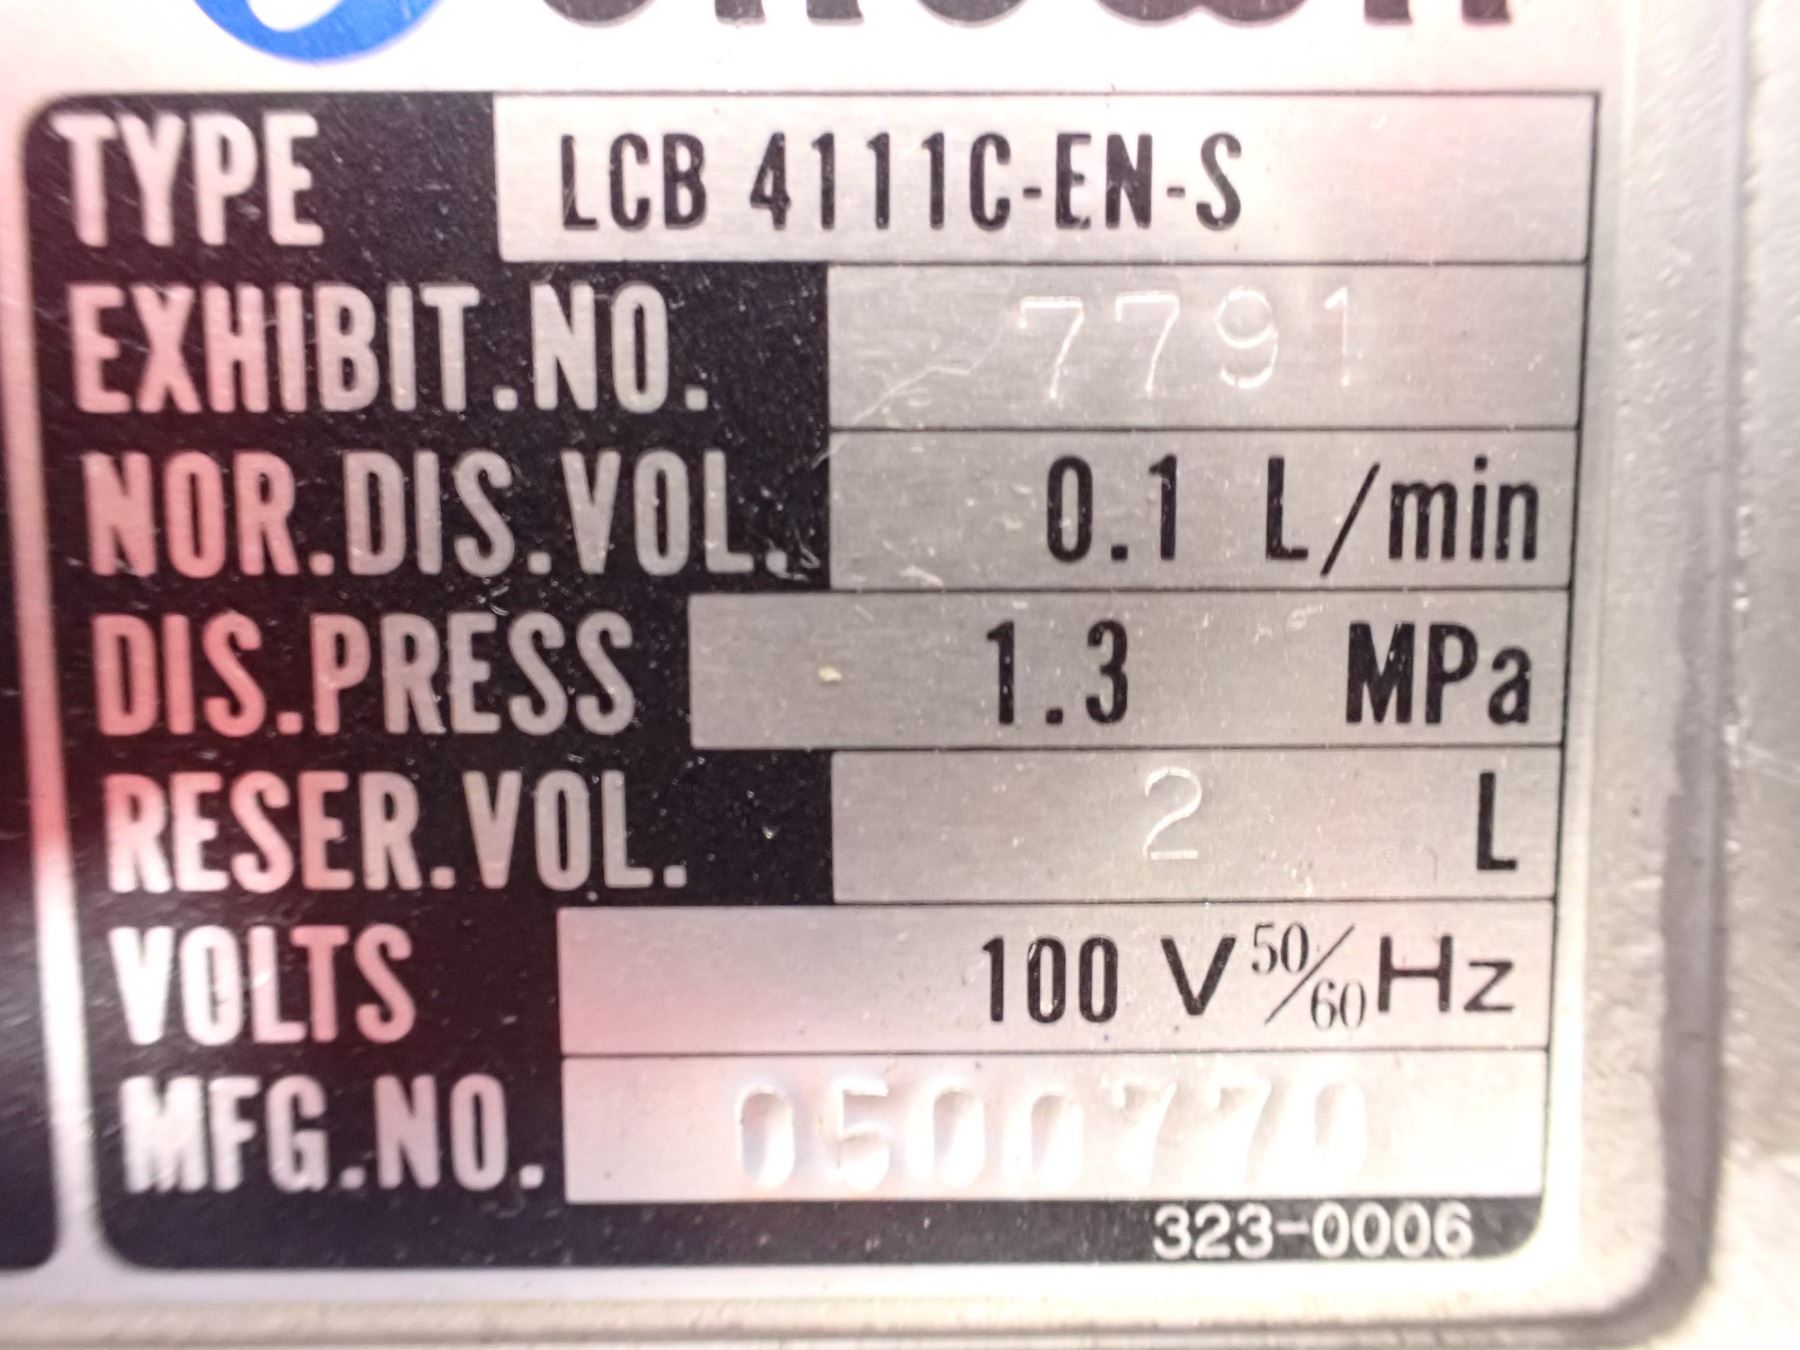 TYPE LCB 4111C-EN-S
EXHIBIT.NO. 7791
NOR.DIS.VOL. 0.1 L/min
DIS.PRESS 1.3 MPa
RESER.VOL. 2 L
VOLTS 100 V 50/60 Hz
MFG.NO. 0500770
323-0006